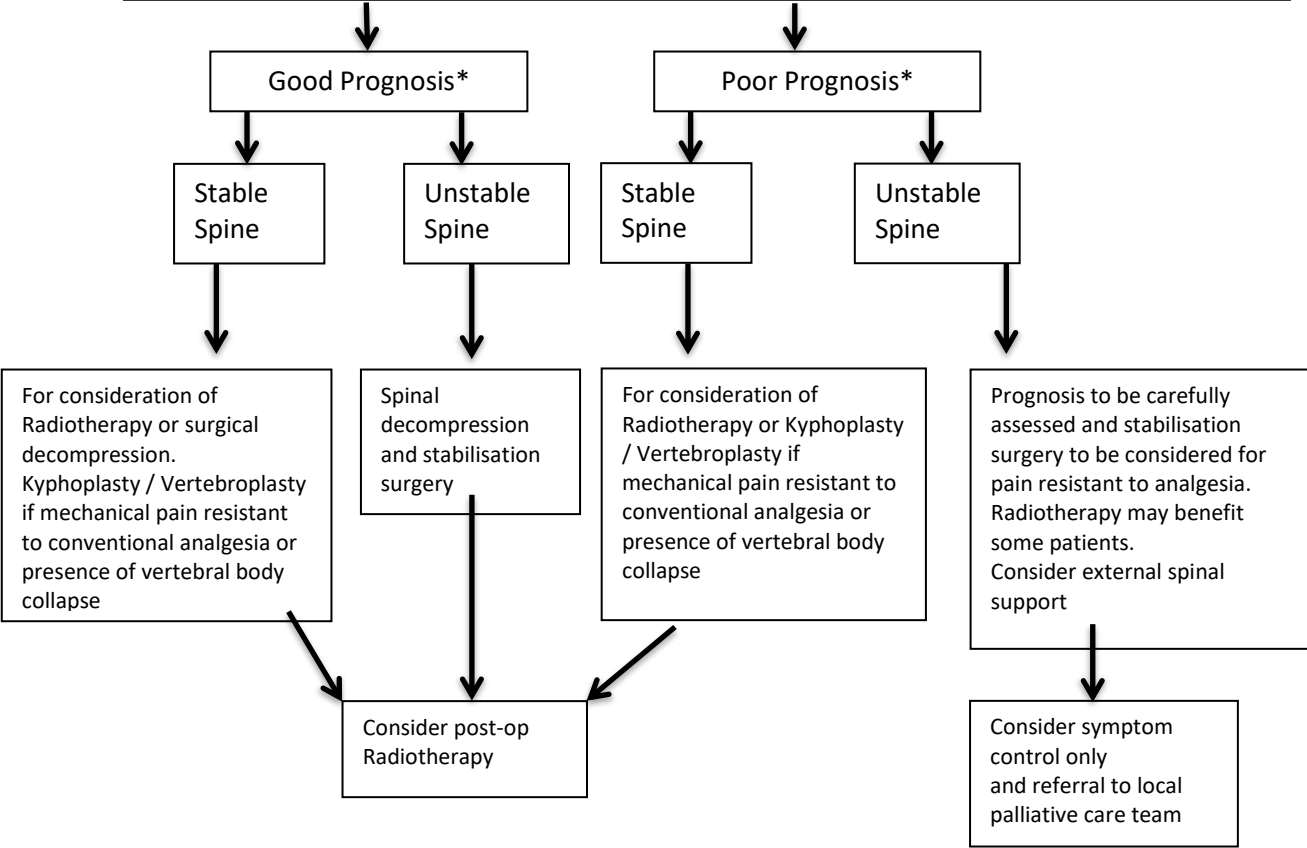 Good Prognosis*
Poor Prognosis*
Stable
Spine
Unstable
Spine
Stable
Spine
Unstable
Spine
For consideration of
Radiotherapy or surgical
decompression.
Kyphoplasty / Vertebroplasty
if mechanical pain resistant
to conventional analgesia or
presence of vertebral body
collapse
Spinal
decompression
and stabilisation
surgery
For consideration of
Radiotherapy or Kyphoplasty
/ Vertebroplasty if
mechanical pain resistant to
conventional analgesia or
presence of vertebral body
collapse
Prognosis to be carefully
assessed and stabilisation
surgery to be considered for
pain resistant to analgesia.
Radiotherapy may benefit
some patients.
Consider external spinal
support
Consider post-op
Radiotherapy
Consider symptom
control only
and referral to local
palliative care team